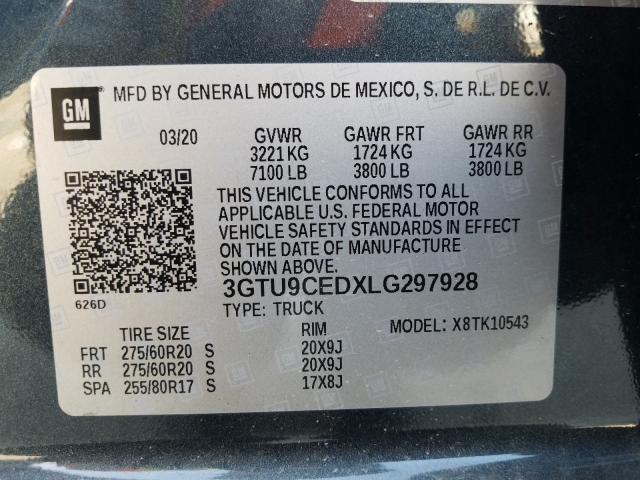 GM
MFD BY GENERAL MOTORS DE MEXICO, S. DE R.L. DE C.V.
03/20 GVWR GAWR FRT GAWR RR
3221 KG 1724 KG 1724 KG
7100 LB 3800 LB 3800 LB
THIS VEHICLE CONFORMS TO ALL
APPLICABLE U.S. FEDERAL MOTOR
VEHICLE SAFETY STANDARDS IN EFFECT
ON THE DATE OF MANUFACTURE
SHOWN ABOVE.
3GTU9CEDXLG297928
626D
TYPE: TRUCK
MODEL: X8TK10543
TIRE SIZE RIM
FRT 275/60R20 S 20X9J
RR 275/60R20 S 20X9J
SPA 255/80R17 S 17X8J